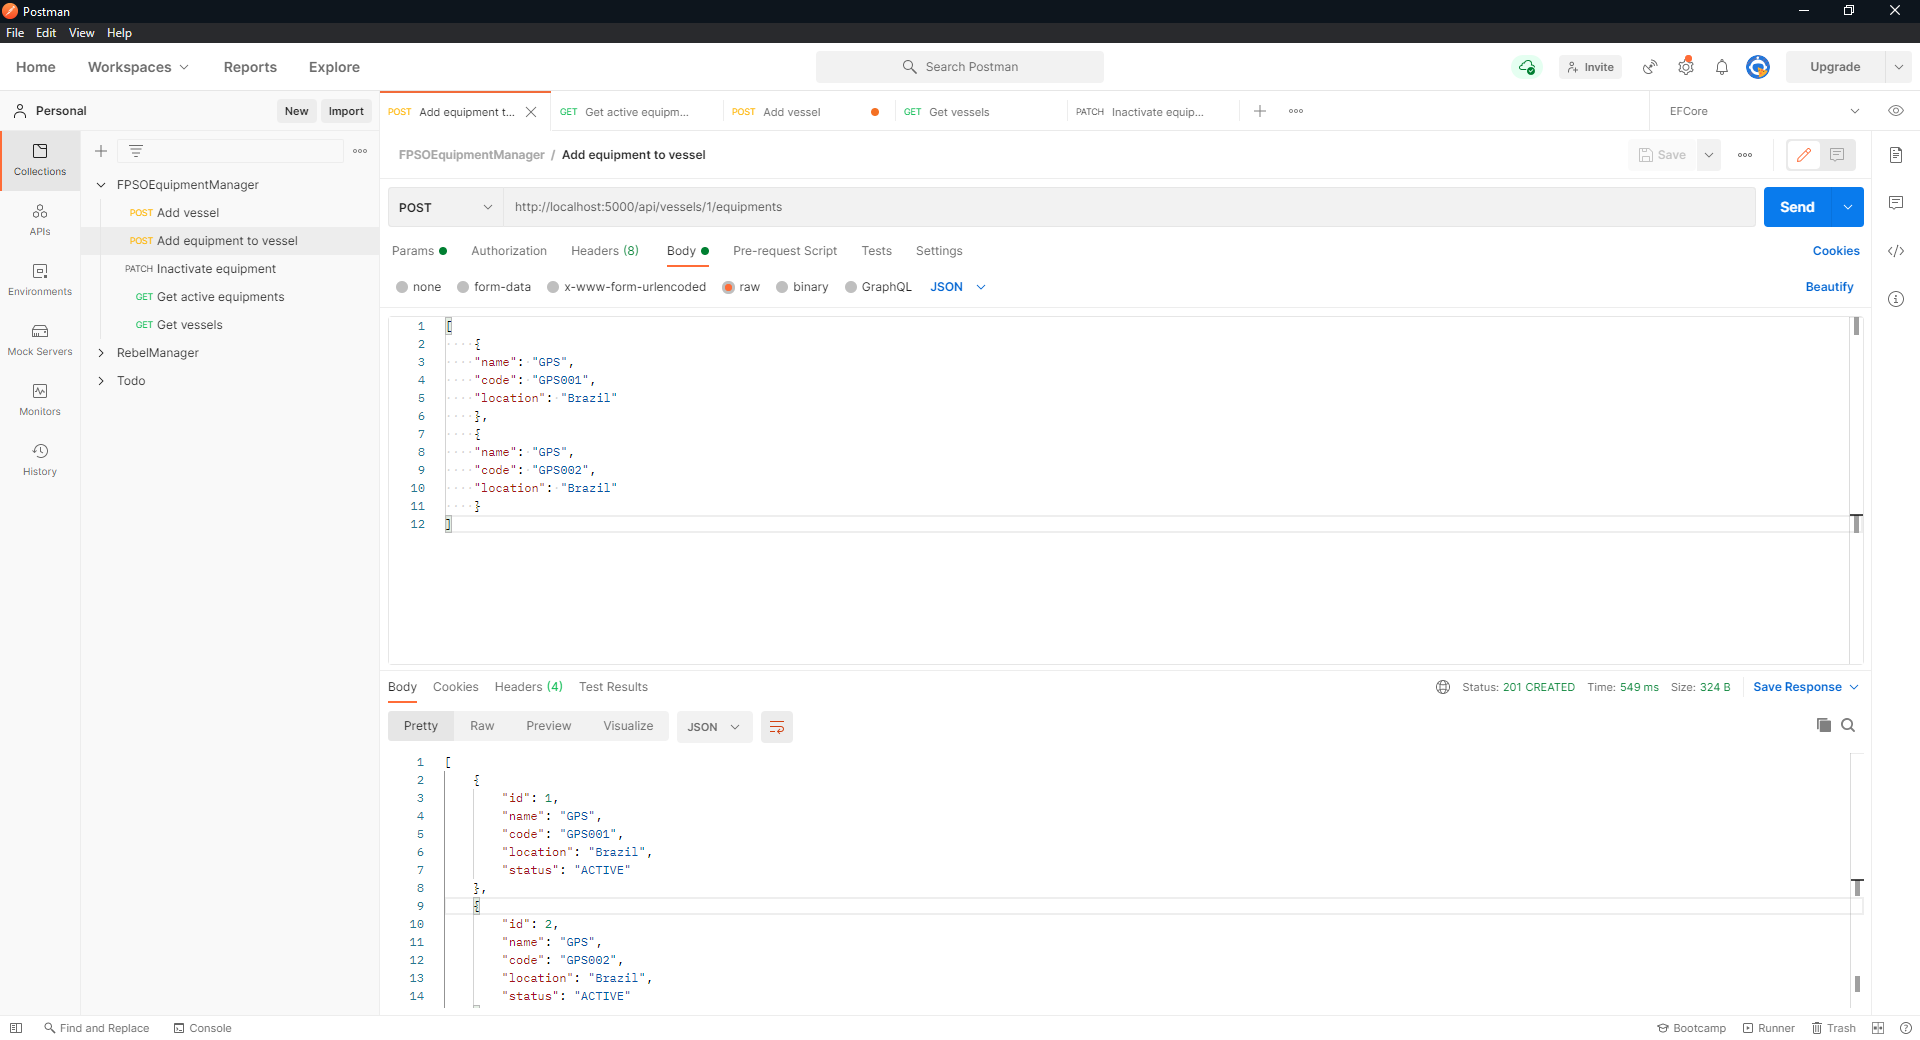 Postman
File Edit View Help
Home Workspaces Reports Explore Search Postman Invite Upgrade
Personal New Import
POST Add equipment t... GET Get active equipm... POST Add vessel GET Get vessels PATCH Inactivate equip... EFCore
FPSOEquipmentManager / Add equipment to vessel Save
Collections
APIs
Environments
Mock Servers
Monitors
History
FPSOEquipmentManager
POST Add vessel
POST Add equipment to vessel
PATCH Inactivate equipment
GET Get active equipments
GET Get vessels
RebelManager
Todo
POST http://localhost:5000/api/vessels/1/equipments Send
Params Authorization Headers (8) Body Pre-request Script Tests Settings Cookies
none form-data x-www-form-urlencoded raw binary GraphQL JSON Beautify
1 [
2 {
3 "name": "GPS",
4 "code": "GPS001",
5 "location": "Brazil"
6 },
7 {
8 "name": "GPS",
9 "code": "GPS002",
10 "location": "Brazil"
11 }
12 ]
Body Cookies Headers (4) Test Results Status: 201 CREATED Time: 549 ms Size: 324 B Save Response
Pretty Raw Preview Visualize JSON
1 [
2 {
3 "id": 1,
4 "name": "GPS",
5 "code": "GPS001",
6 "location": "Brazil",
7 "status": "ACTIVE"
8 },
9 {
10 "id": 2,
11 "name": "GPS",
12 "code": "GPS002",
13 "location": "Brazil",
14 "status": "ACTIVE"
Find and Replace Console Bootcamp Runner Trash